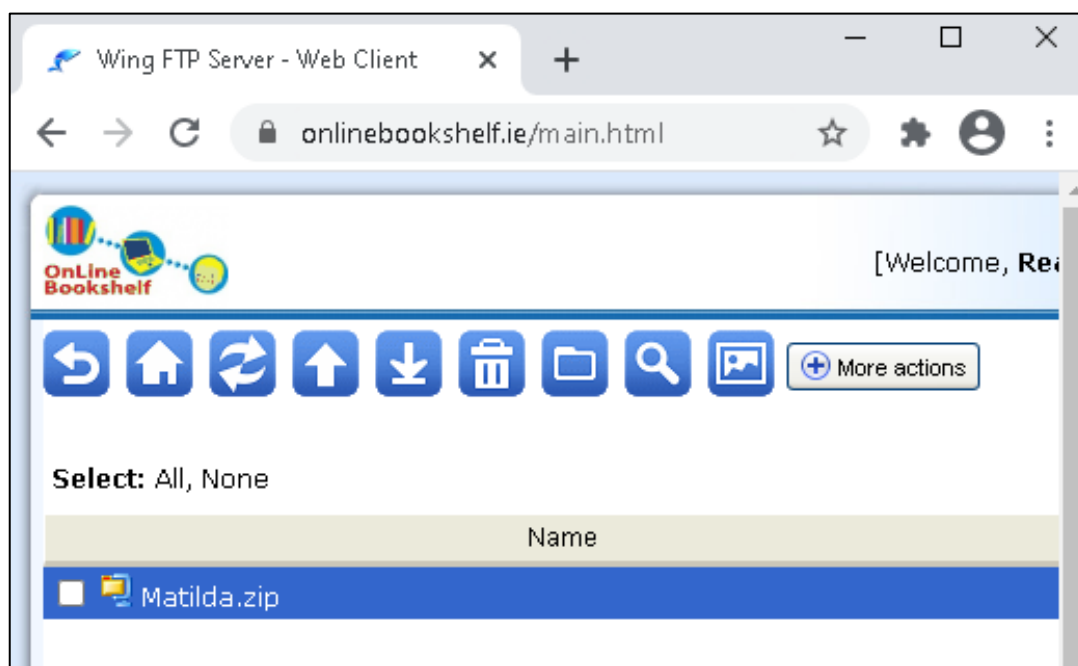 Wing FTP Server - Web Client
onlinebookshelf.ie/main.html
OnLine
Bookshelf
[Welcome, Rea
More actions
Select: All, None
Name
Matilda.zip